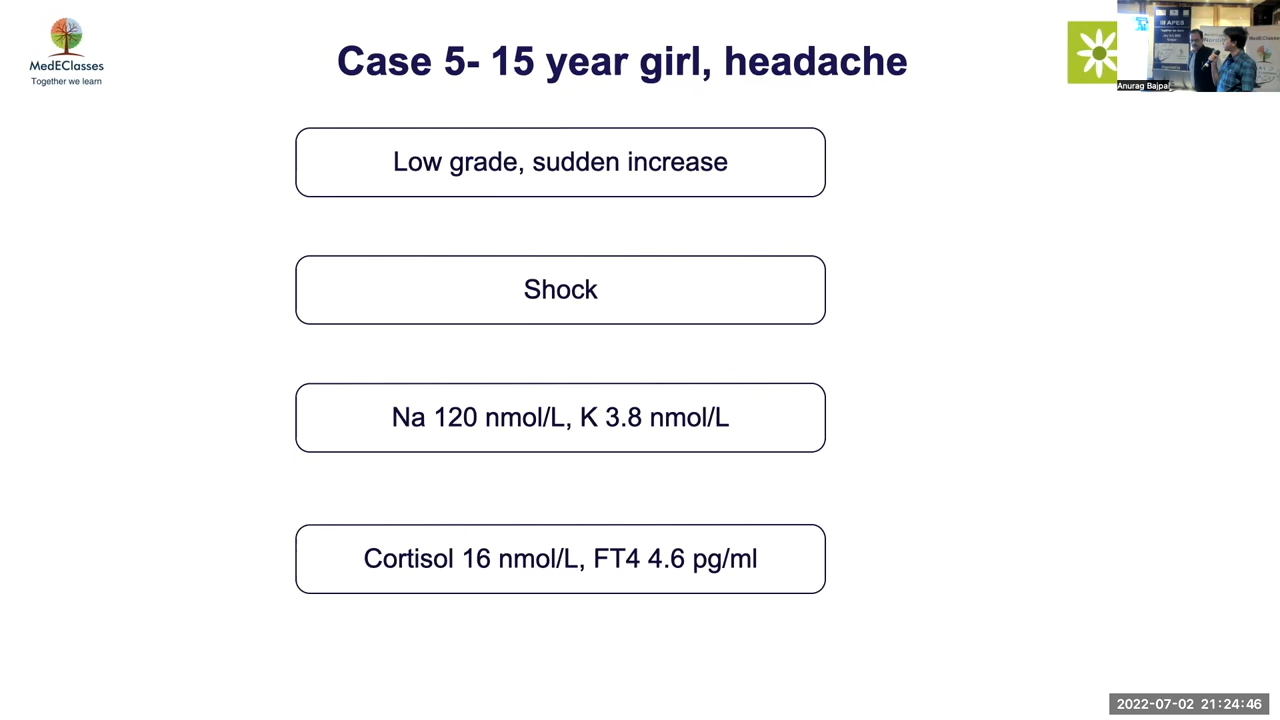 MedEClasses
Together we learn
Case 5- 15 year girl, headache
Low grade, sudden increase
Shock
Na 120 nmol/L, K 3.8 nmol/L
Cortisol 16 nmol/L, FT4 4.6 pg/ml
APES
Anurag Bajpai
2022-07-02 21:24:46